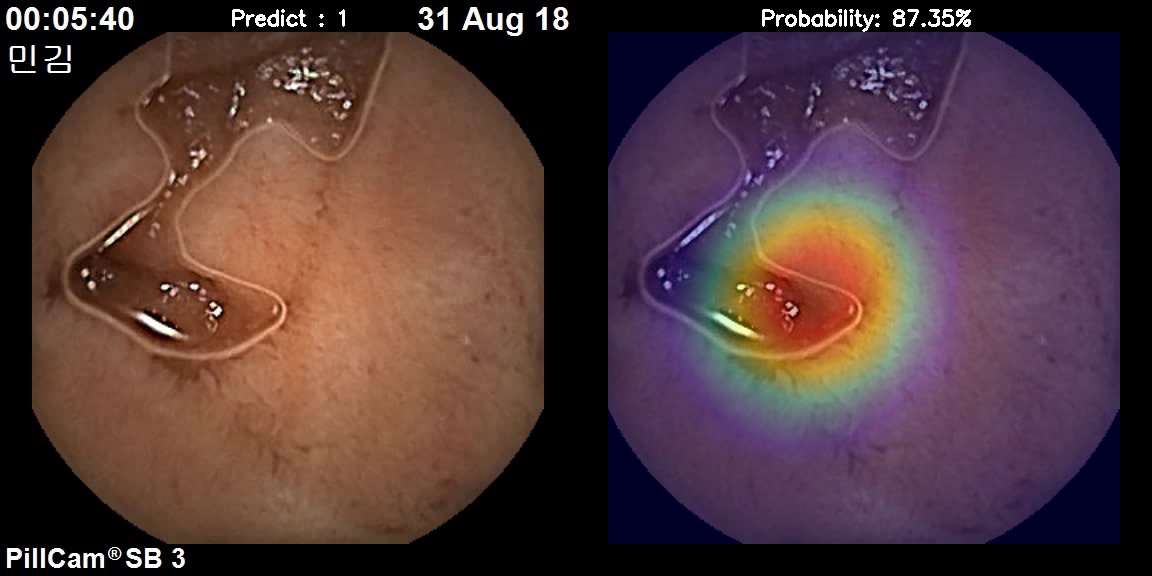 00:05:40
Predict : 1
31 Aug 18
Probability: 87.35%
민김
PillCam® SB 3